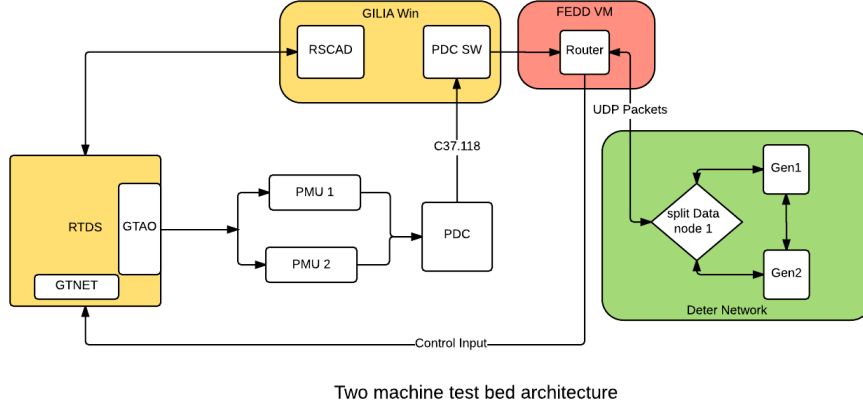 GILIA Win
FEDD VM
RSCAD
PDC SW
Router
UDP Packets
C37.118
RTDS
GTAO
GTNET
PMU 1
PMU 2
PDC
split Data
node 1
Gen1
Gen2
Deter Network
Control Input
Two machine test bed architecture